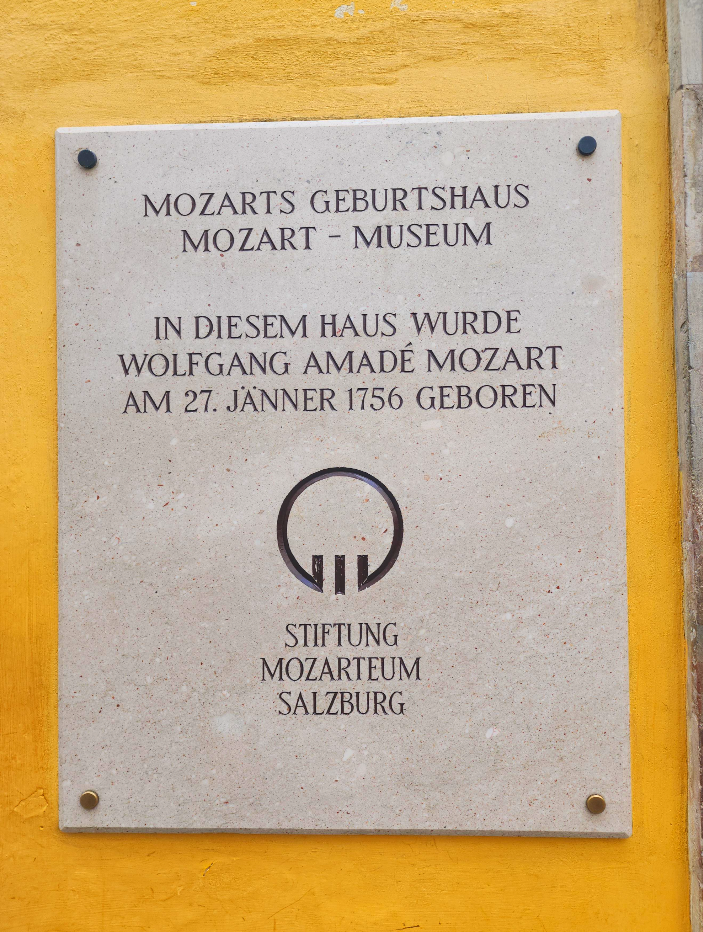 MOZARTS GEBURTSHAUS
MOZART - MUSEUM
IN DIESEM HAUS WURDE
WOLFGANG AMADÉ MOZART
AM 27. JÄNNER 1756 GEBOREN
STIFTUNG
MOZARTEUM
SALZBURG